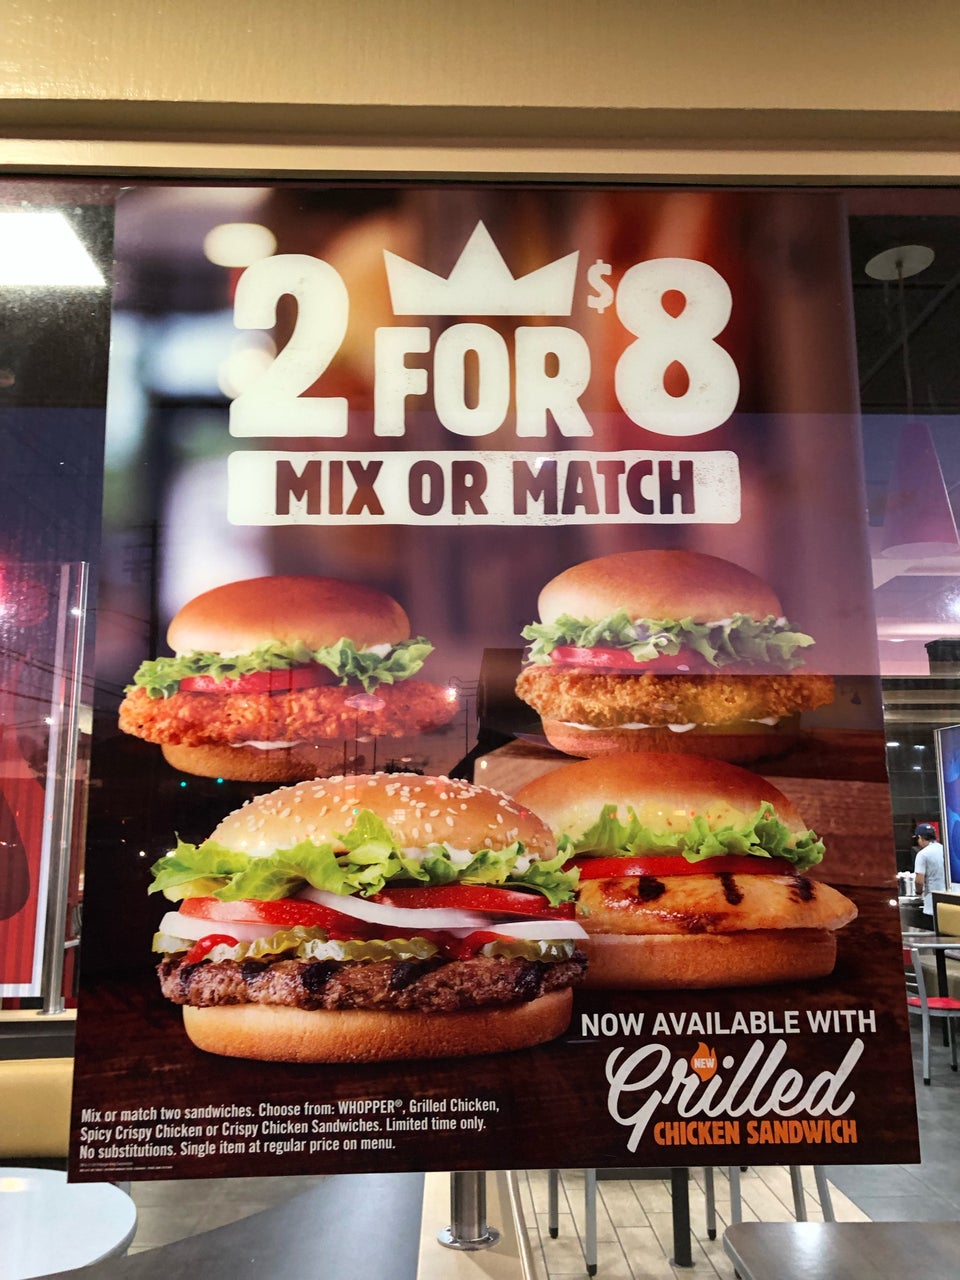 2 FOR $8
MIX OR MATCH
NOW AVAILABLE WITH
NEW
Grilled
CHICKEN SANDWICH
Mix or match two sandwiches. Choose from: WHOPPER®, Grilled Chicken,
Spicy Crispy Chicken or Crispy Chicken Sandwiches. Limited time only.
No substitutions. Single item at regular price on menu.